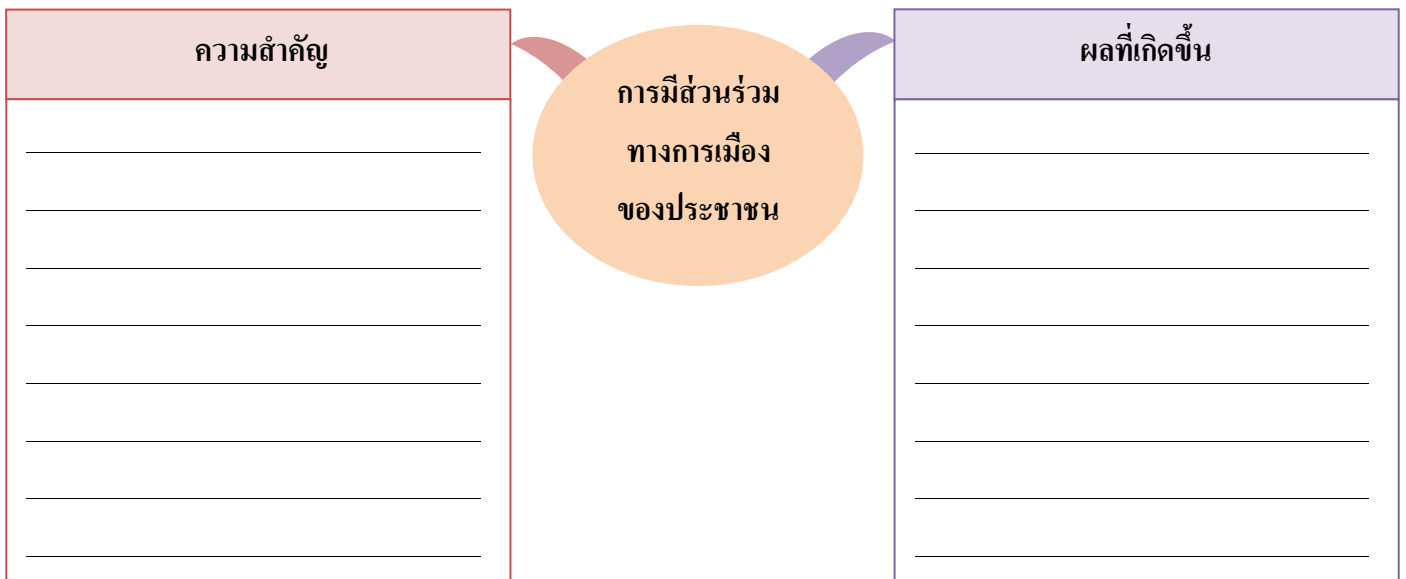 ความสำคัญ
การมีส่วนร่วม
ทางการเมือง
ของประชาชน
ผลที่เกิดขึ้น